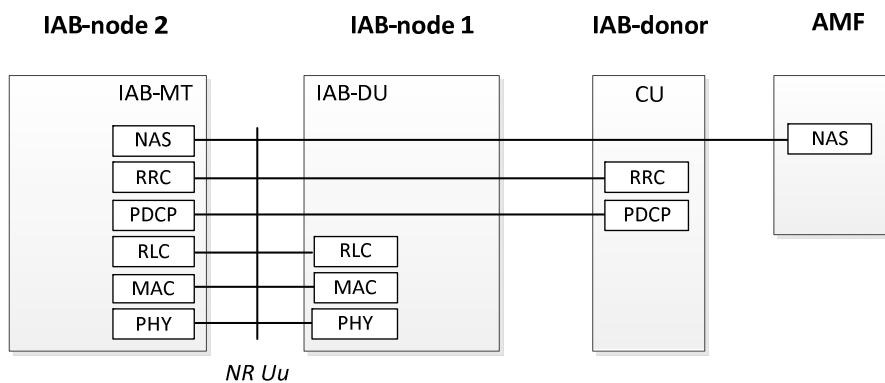 IAB-node 2 IAB-node 1 IAB-donor AMF
IAB-MT IAB-DU CU
NAS NAS
RRC RRC
PDCP PDCP
RLC RLC
MAC MAC
PHY PHY
NR Uu